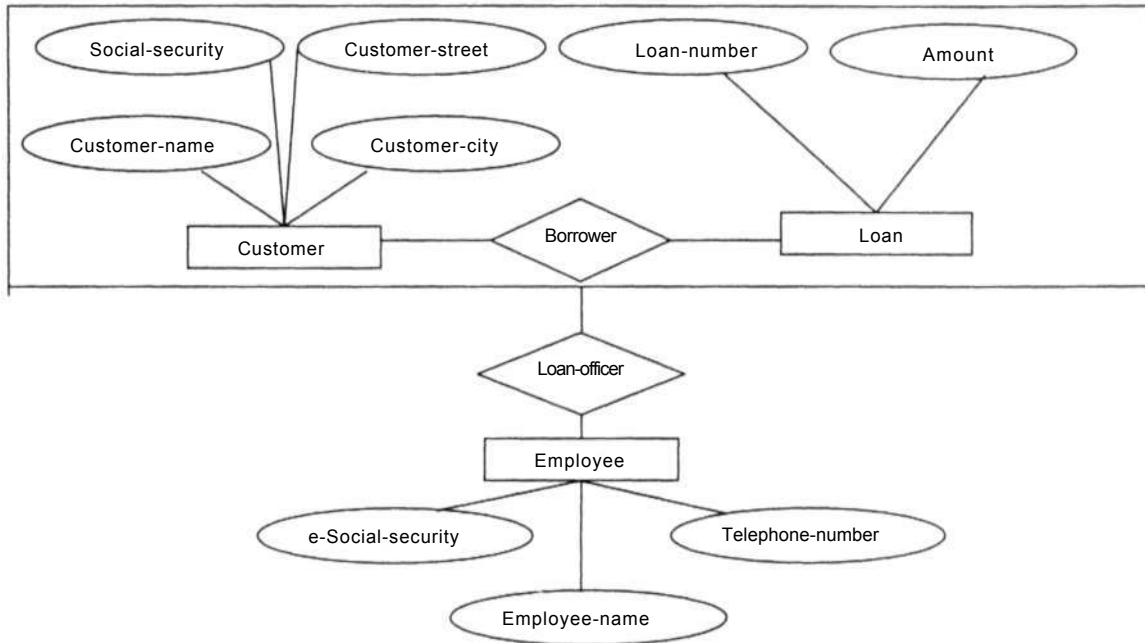 Social-security
Customer-street
Loan-number
Amount
Customer-name
Customer-city
Customer
Borrower
Loan
Loan-officer
Employee
e-Social-security
Telephone-number
Employee-name